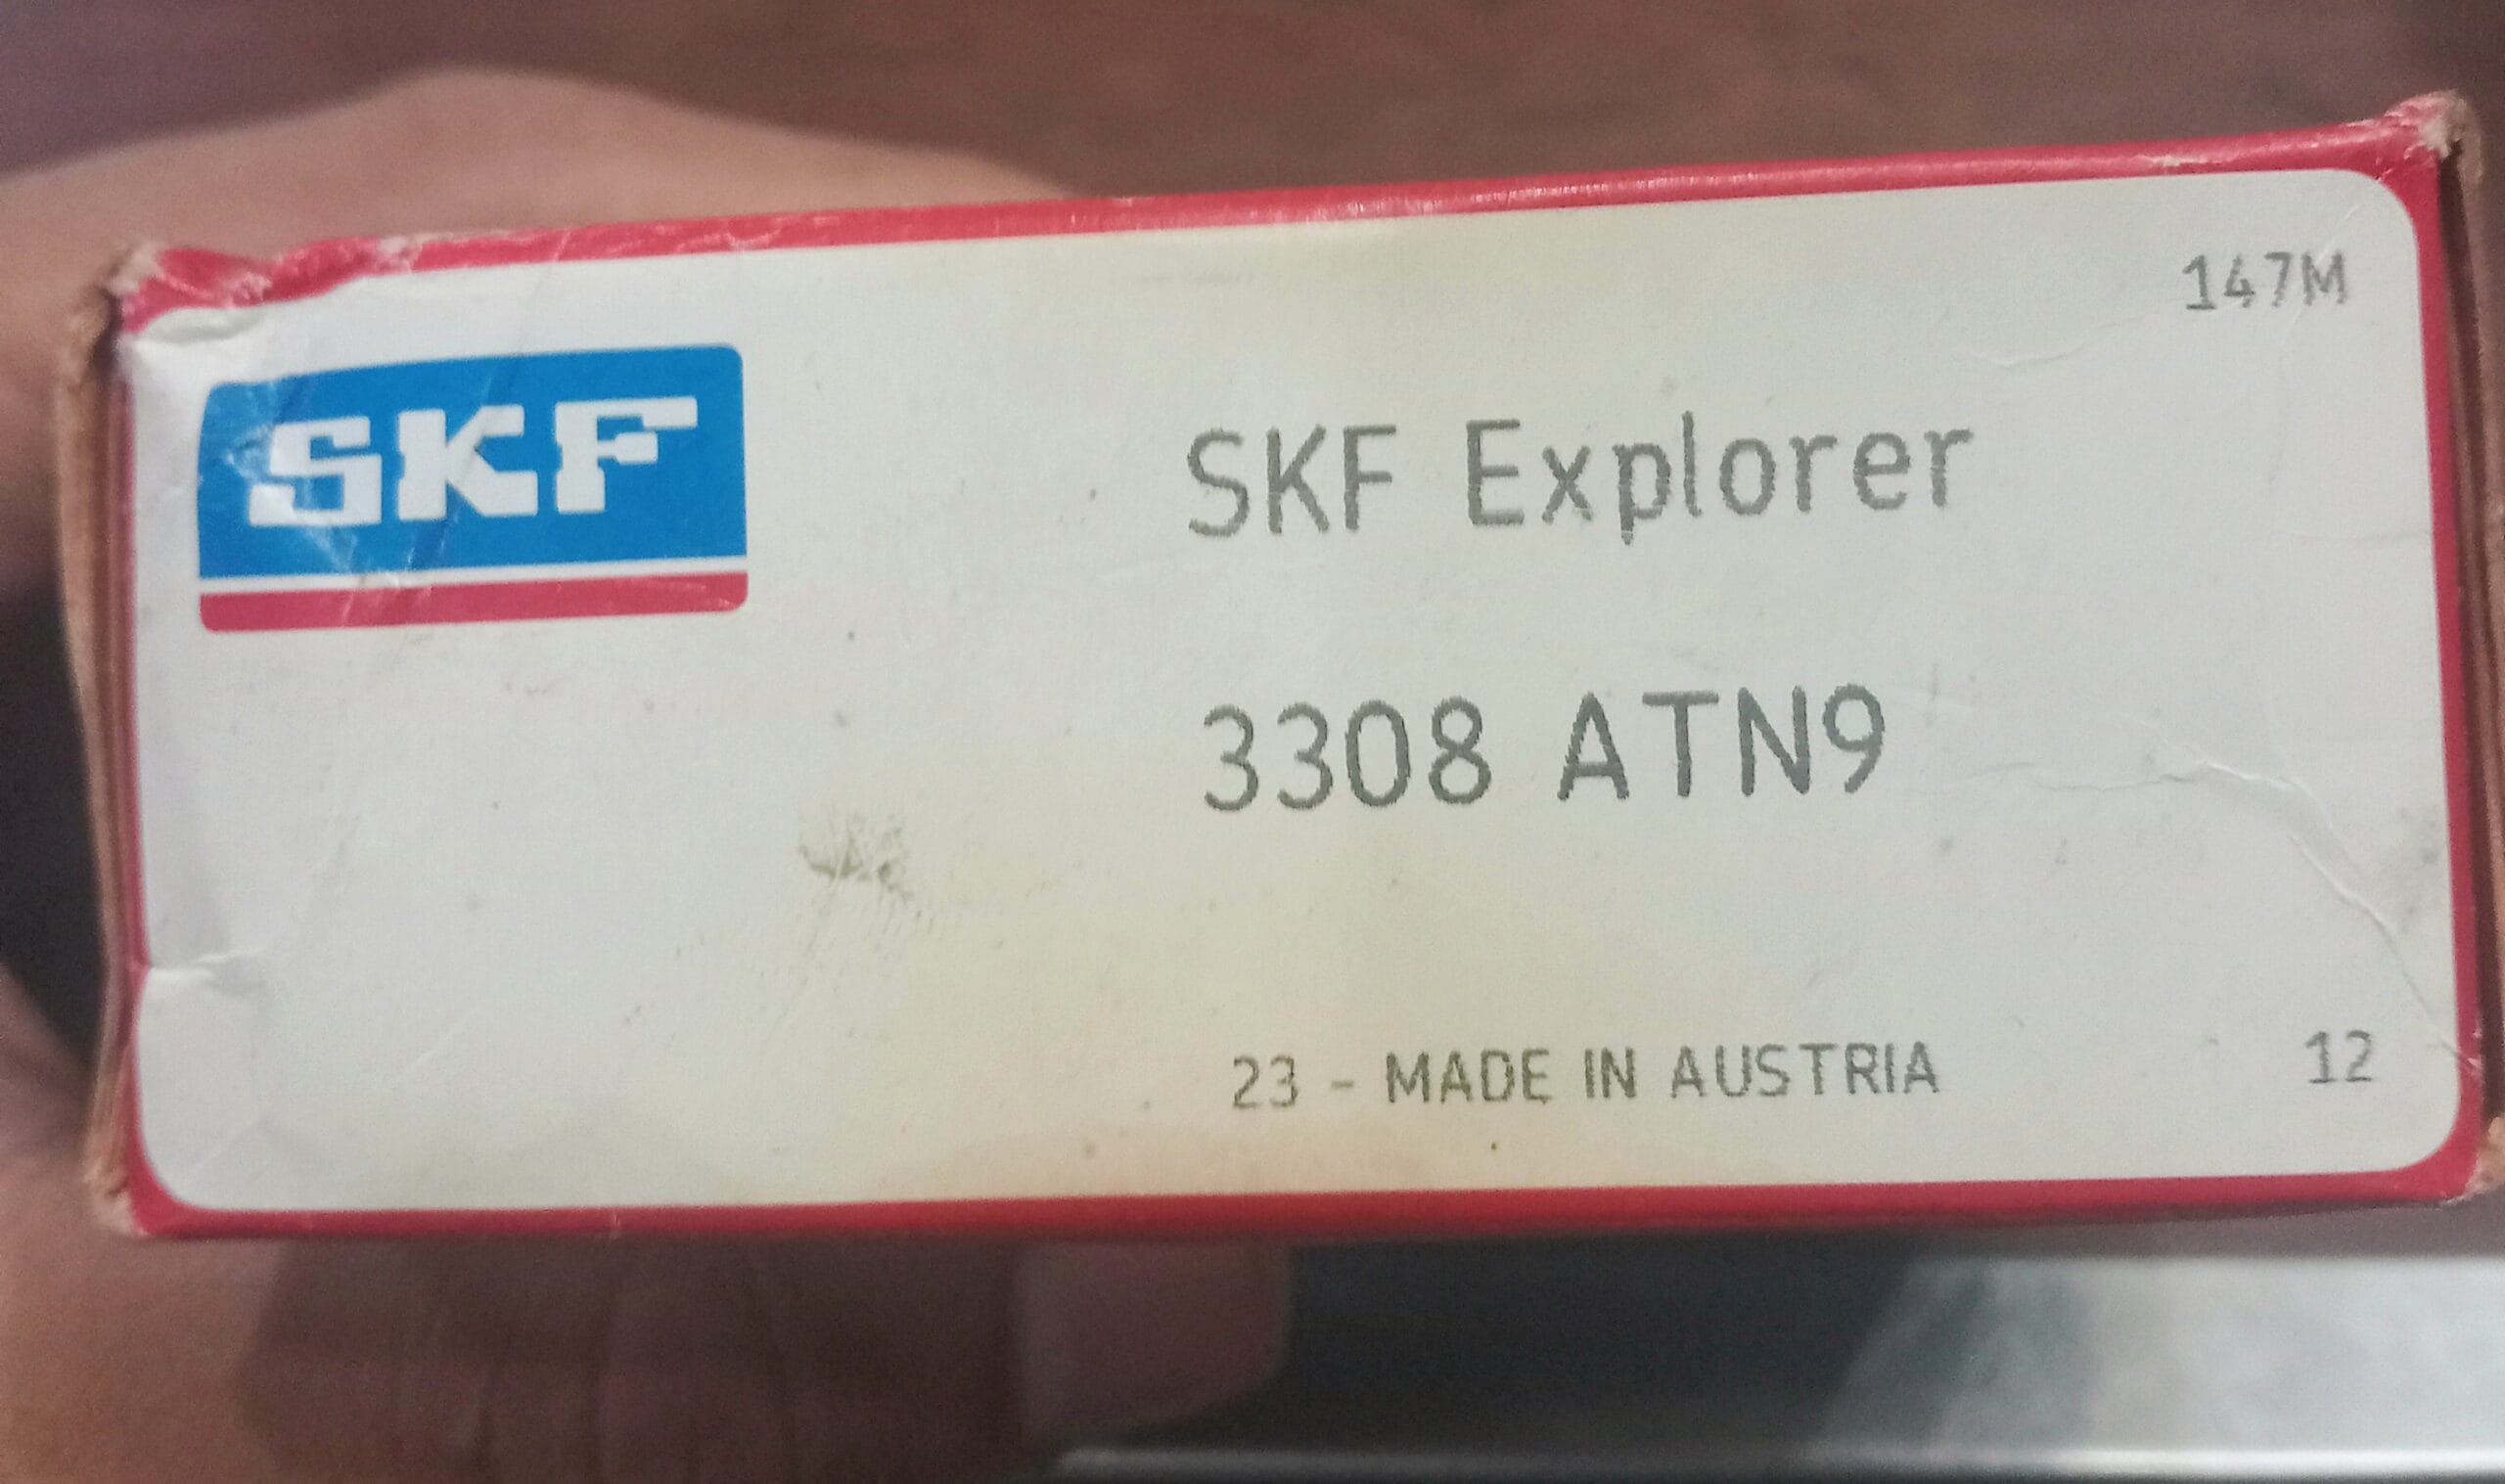 147M
SKF
SKF Explorer
3308 ATN9
23 - MADE IN AUSTRIA
12